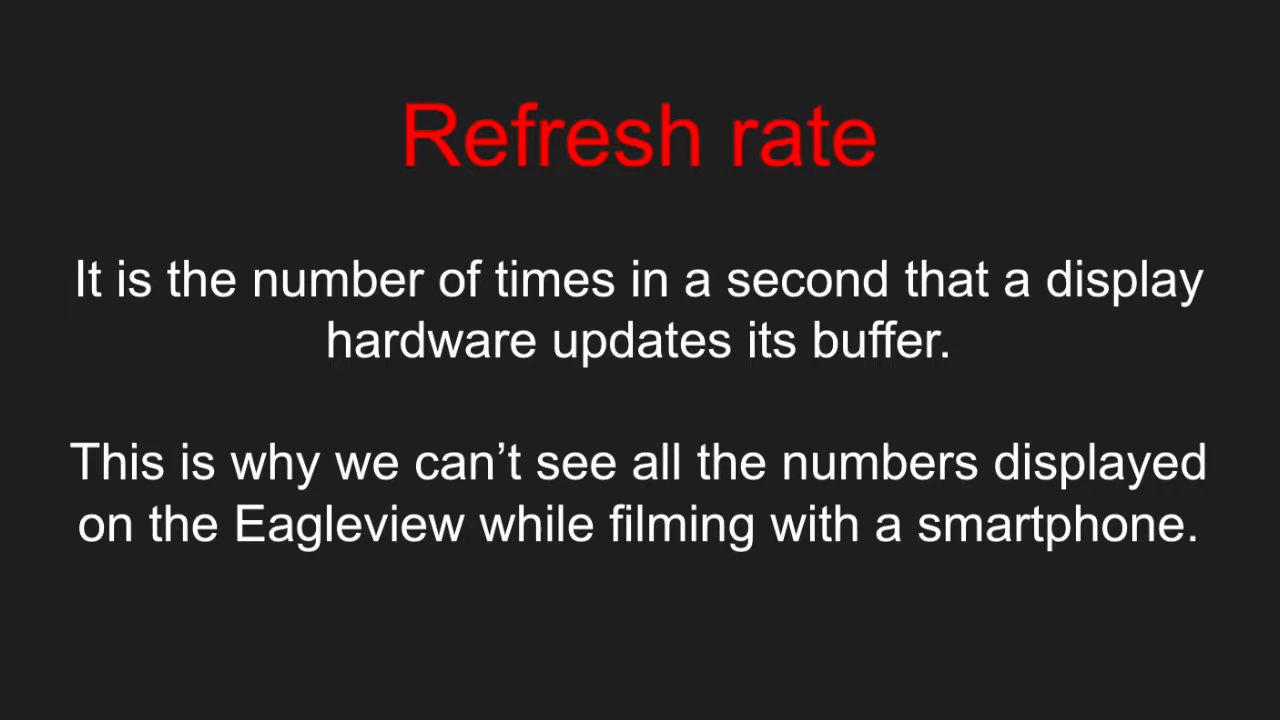 Refresh rate
It is the number of times in a second that a display
hardware updates its buffer.
This is why we can’t see all the numbers displayed
on the Eagleview while filming with a smartphone.